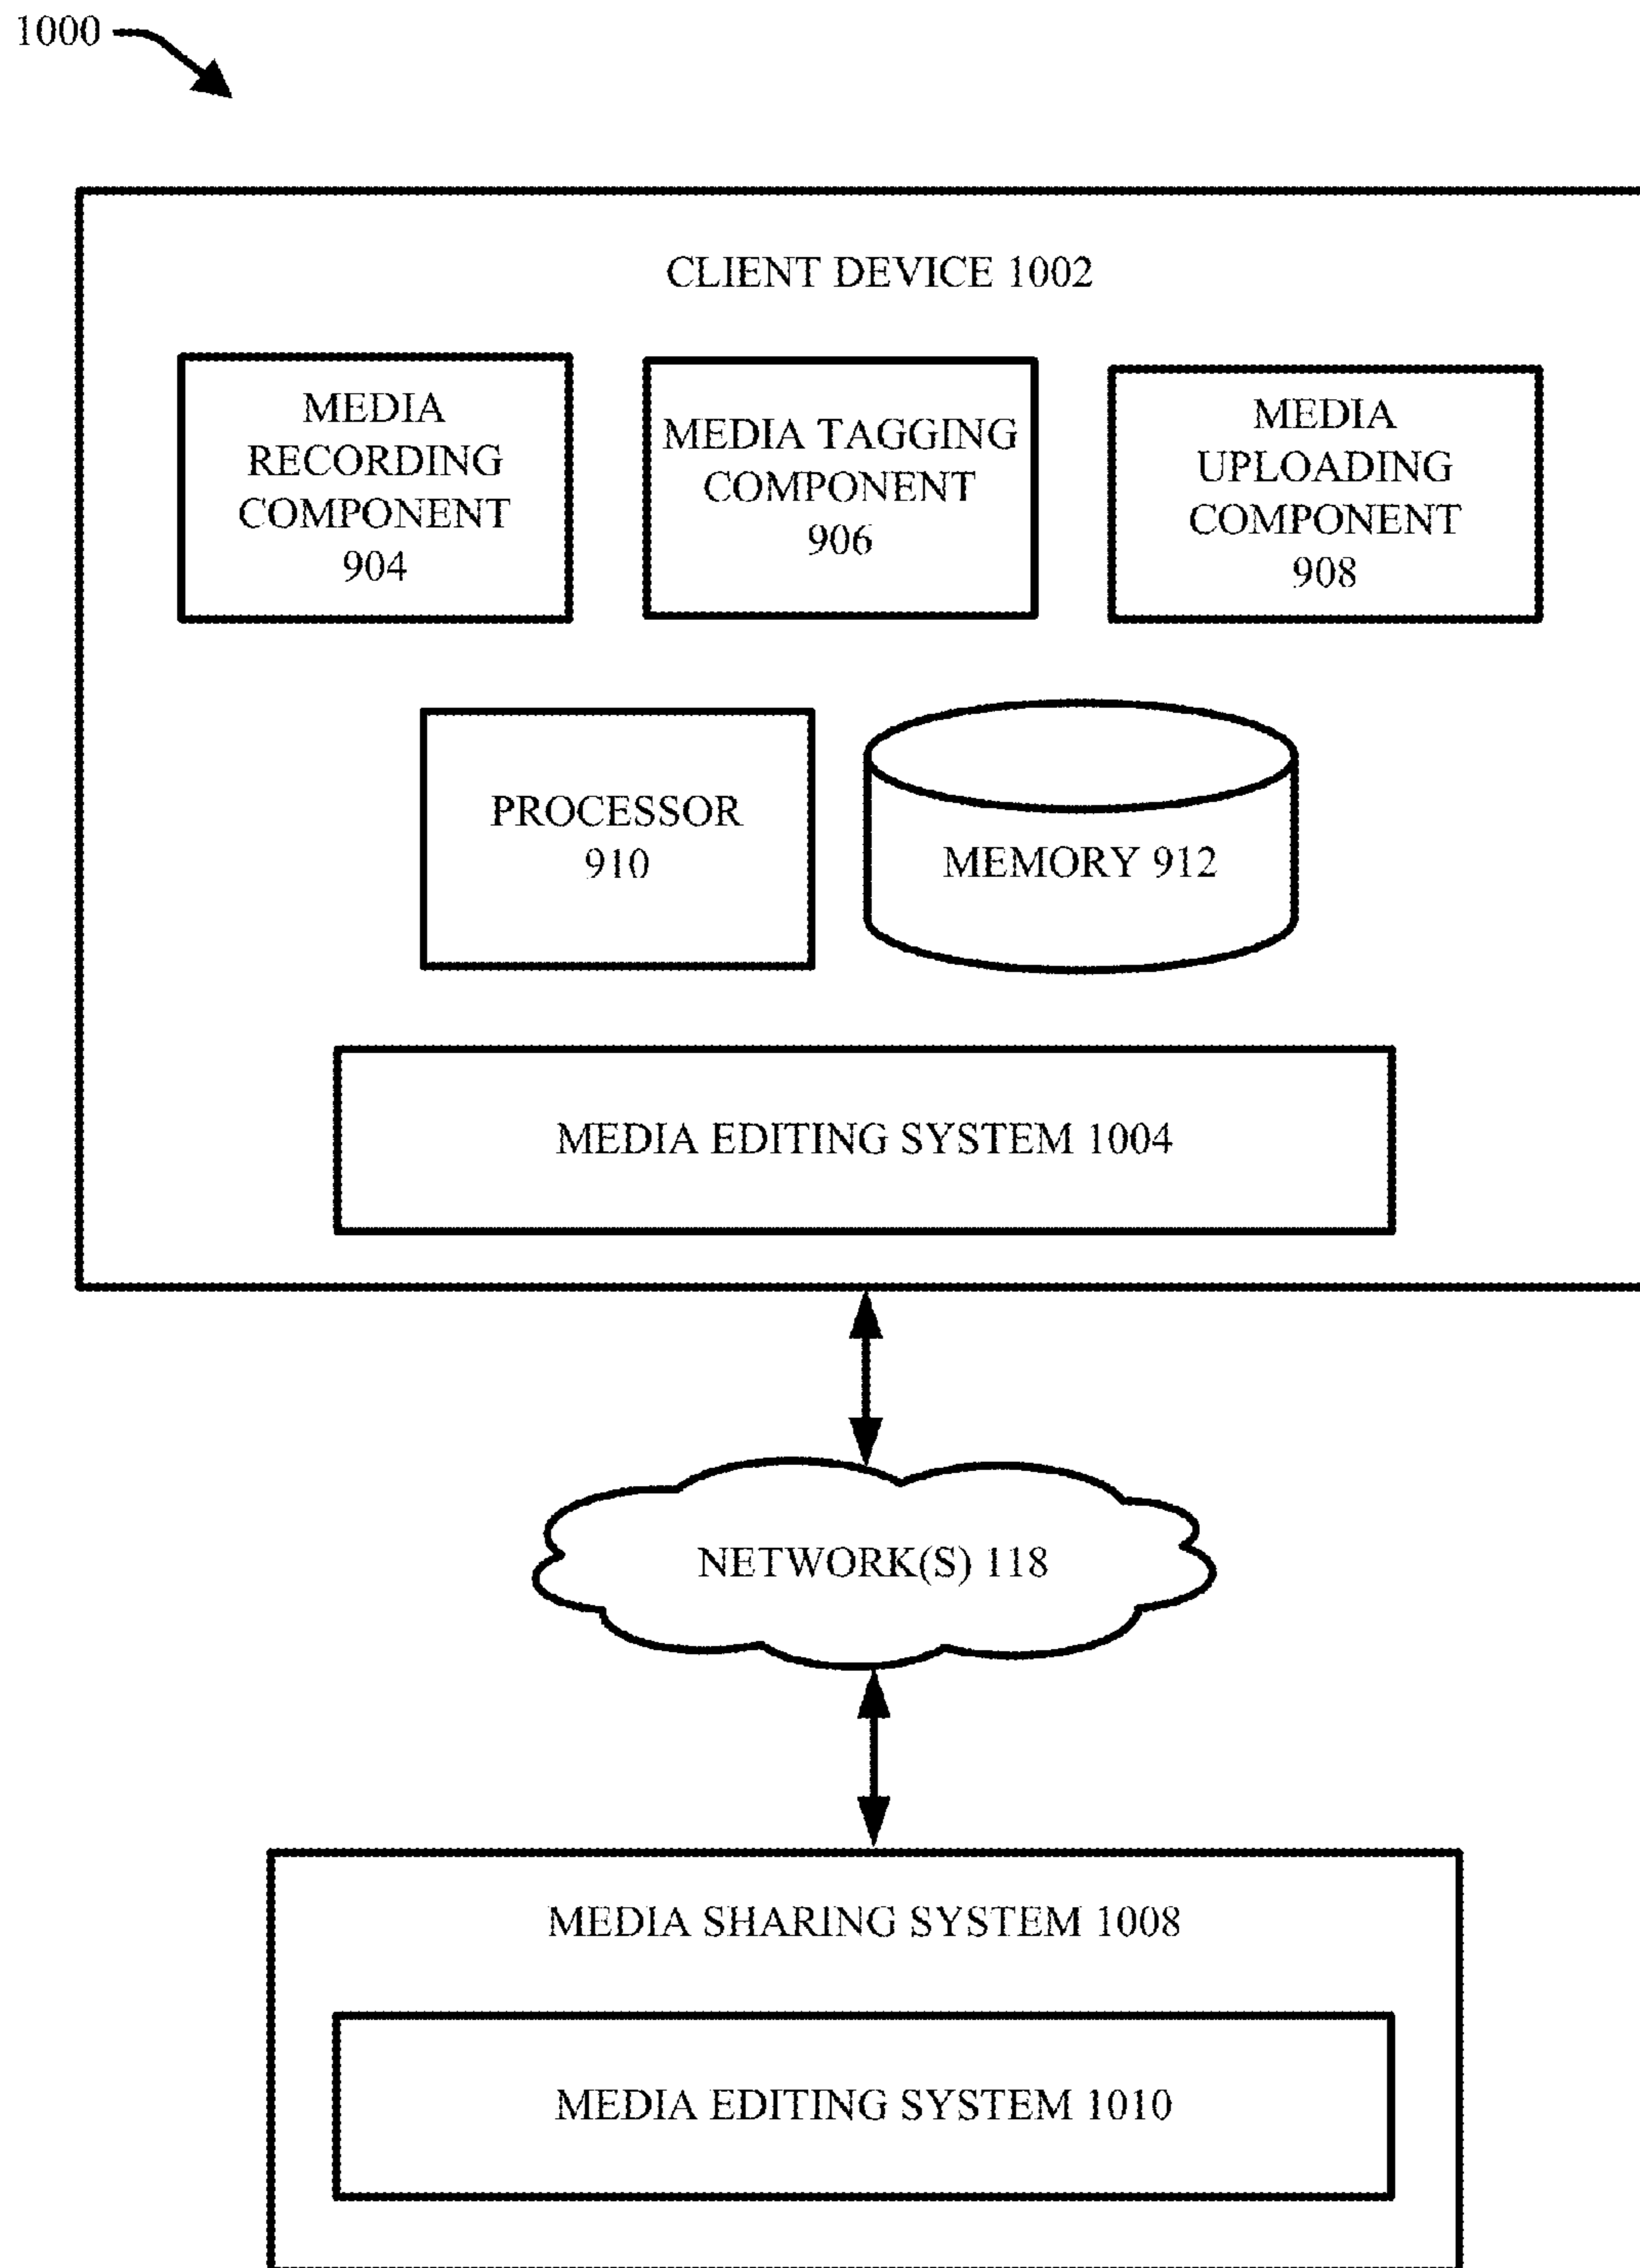 1000
CLIENT DEVICE 1002
MEDIA
RECORDING
COMPONENT
904
MEDIA TAGGING
COMPONENT
906
MEDIA
UPLOADING
COMPONENT
908
PROCESSOR
910
MEMORY 912
MEDIA EDITING SYSTEM 1004
NETWORK(S) 118
MEDIA SHARING SYSTEM 1008
MEDIA EDITING SYSTEM 1010